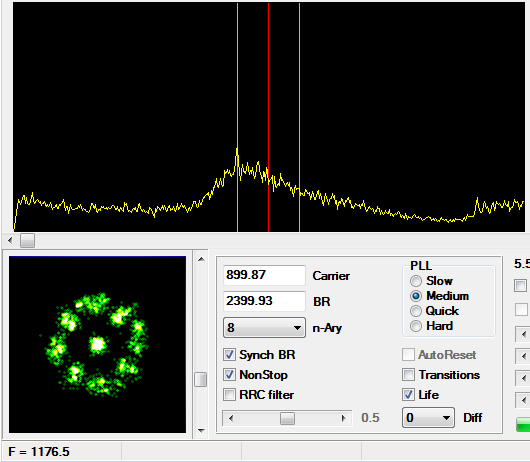 899.87 Carrier
2399.93 BR
8 n-Ary
Synch BR
NonStop
RRC filter
0.5
PLL
Slow
Medium
Quick
Hard
AutoReset
Transitions
Life
0 Diff
5.5
F = 1176.5